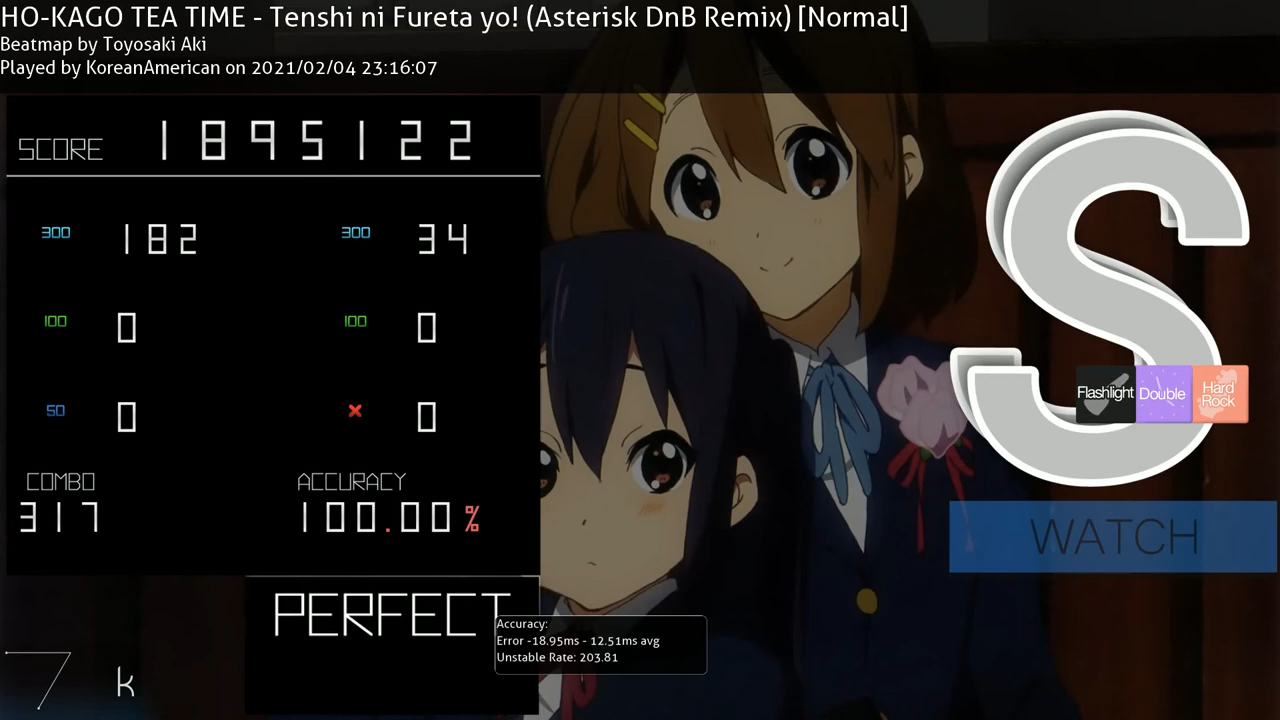 HO-KAGO TEA TIME - Tenshi ni Fureta yo! (Asterisk DnB Remix) [Normal]
Beatmap by Toyosaki Aki
Played by KoreanAmerican on 2021/02/04 23:16:07
SCORE 1895122
300 182 300 34
100 0 100 0
50 0 × 0
COMBO ACCURACY
317 100.00%
S
Flashlight Double Hard Rock
WATCH
PERFECT
Accuracy:
Error -18.95ms - 12.51ms avg
Unstable Rate: 203.81
k